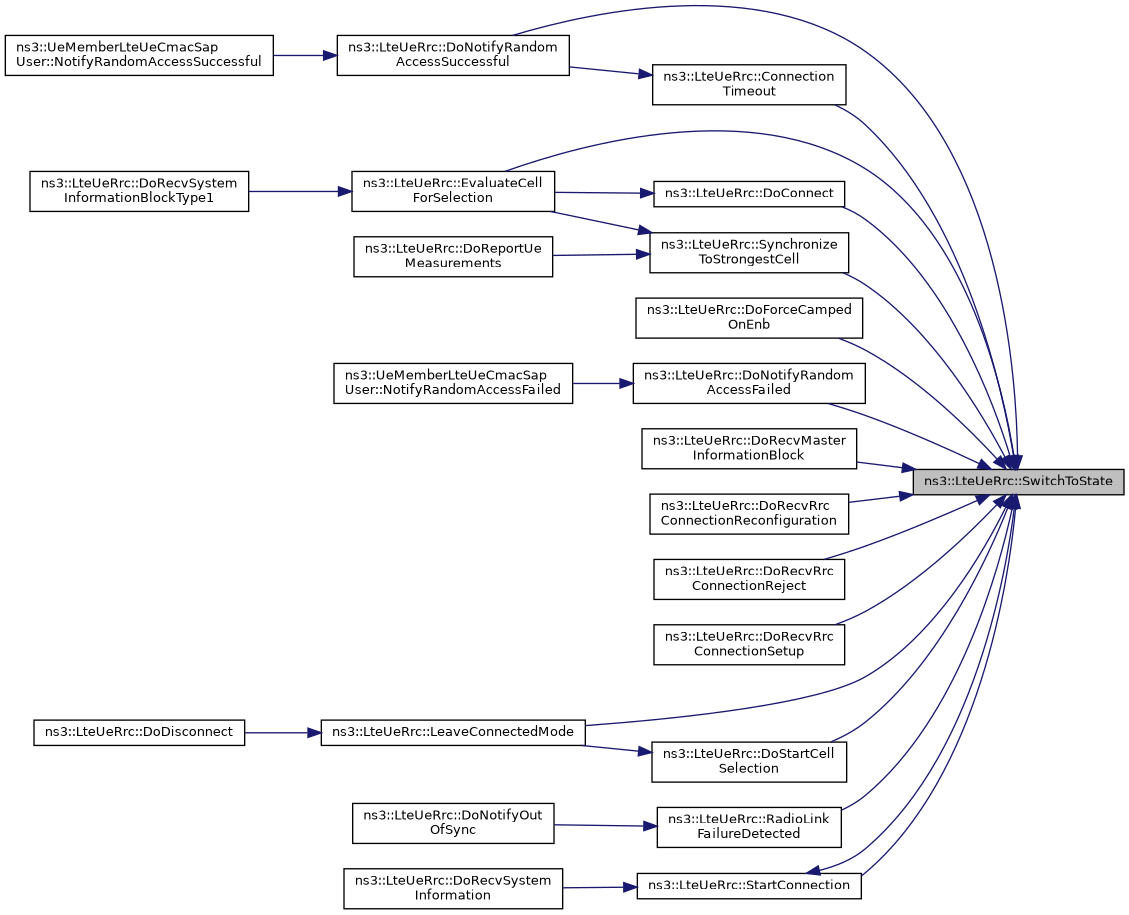 ns3::UeMemberLteUeCmacSap
User::NotifyRandomAccessSuccessful
ns3::LteUeRrc::DoNotifyRandom
AccessSuccessful
ns3::LteUeRrc::Connection
Timeout
ns3::LteUeRrc::DoRecvSystem
InformationBlockType1
ns3::LteUeRrc::EvaluateCell
ForSelection
ns3::LteUeRrc::DoConnect
ns3::LteUeRrc::DoReportUe
Measurements
ns3::LteUeRrc::Synchronize
ToStrongestCell
ns3::LteUeRrc::DoForceCamped
OnEnb
ns3::UeMemberLteUeCmacSap
User::NotifyRandomAccessFailed
ns3::LteUeRrc::DoNotifyRandom
AccessFailed
ns3::LteUeRrc::DoRecvMaster
InformationBlock
ns3::LteUeRrc::SwitchToState
ns3::LteUeRrc::DoRecvRrc
ConnectionReconfiguration
ns3::LteUeRrc::DoRecvRrc
ConnectionReject
ns3::LteUeRrc::DoRecvRrc
ConnectionSetup
ns3::LteUeRrc::DoDisconnect
ns3::LteUeRrc::LeaveConnectedMode
ns3::LteUeRrc::DoStartCell
Selection
ns3::LteUeRrc::DoNotifyOut
OfSync
ns3::LteUeRrc::RadioLink
FailureDetected
ns3::LteUeRrc::DoRecvSystem
Information
ns3::LteUeRrc::StartConnection